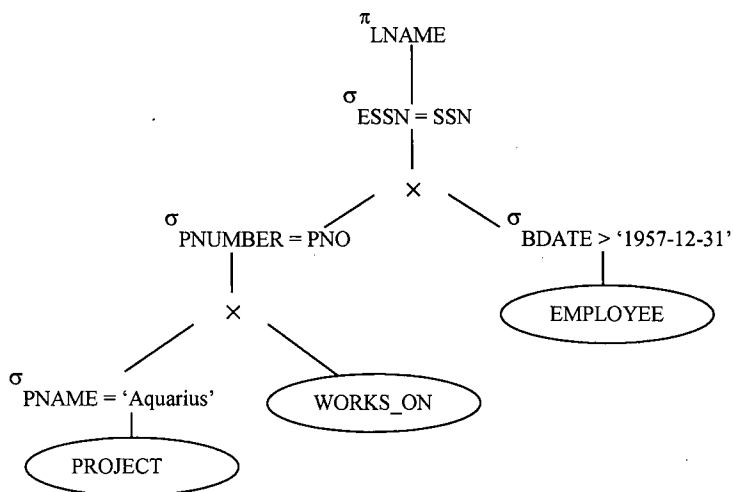 π LNAME
σ ESSN = SSN
×
σ PNUMBER = PNO
σ BDATE > ‘1957-12-31’
EMPLOYEE
×
σ PNAME = ‘Aquarius’
WORKS_ON
PROJECT